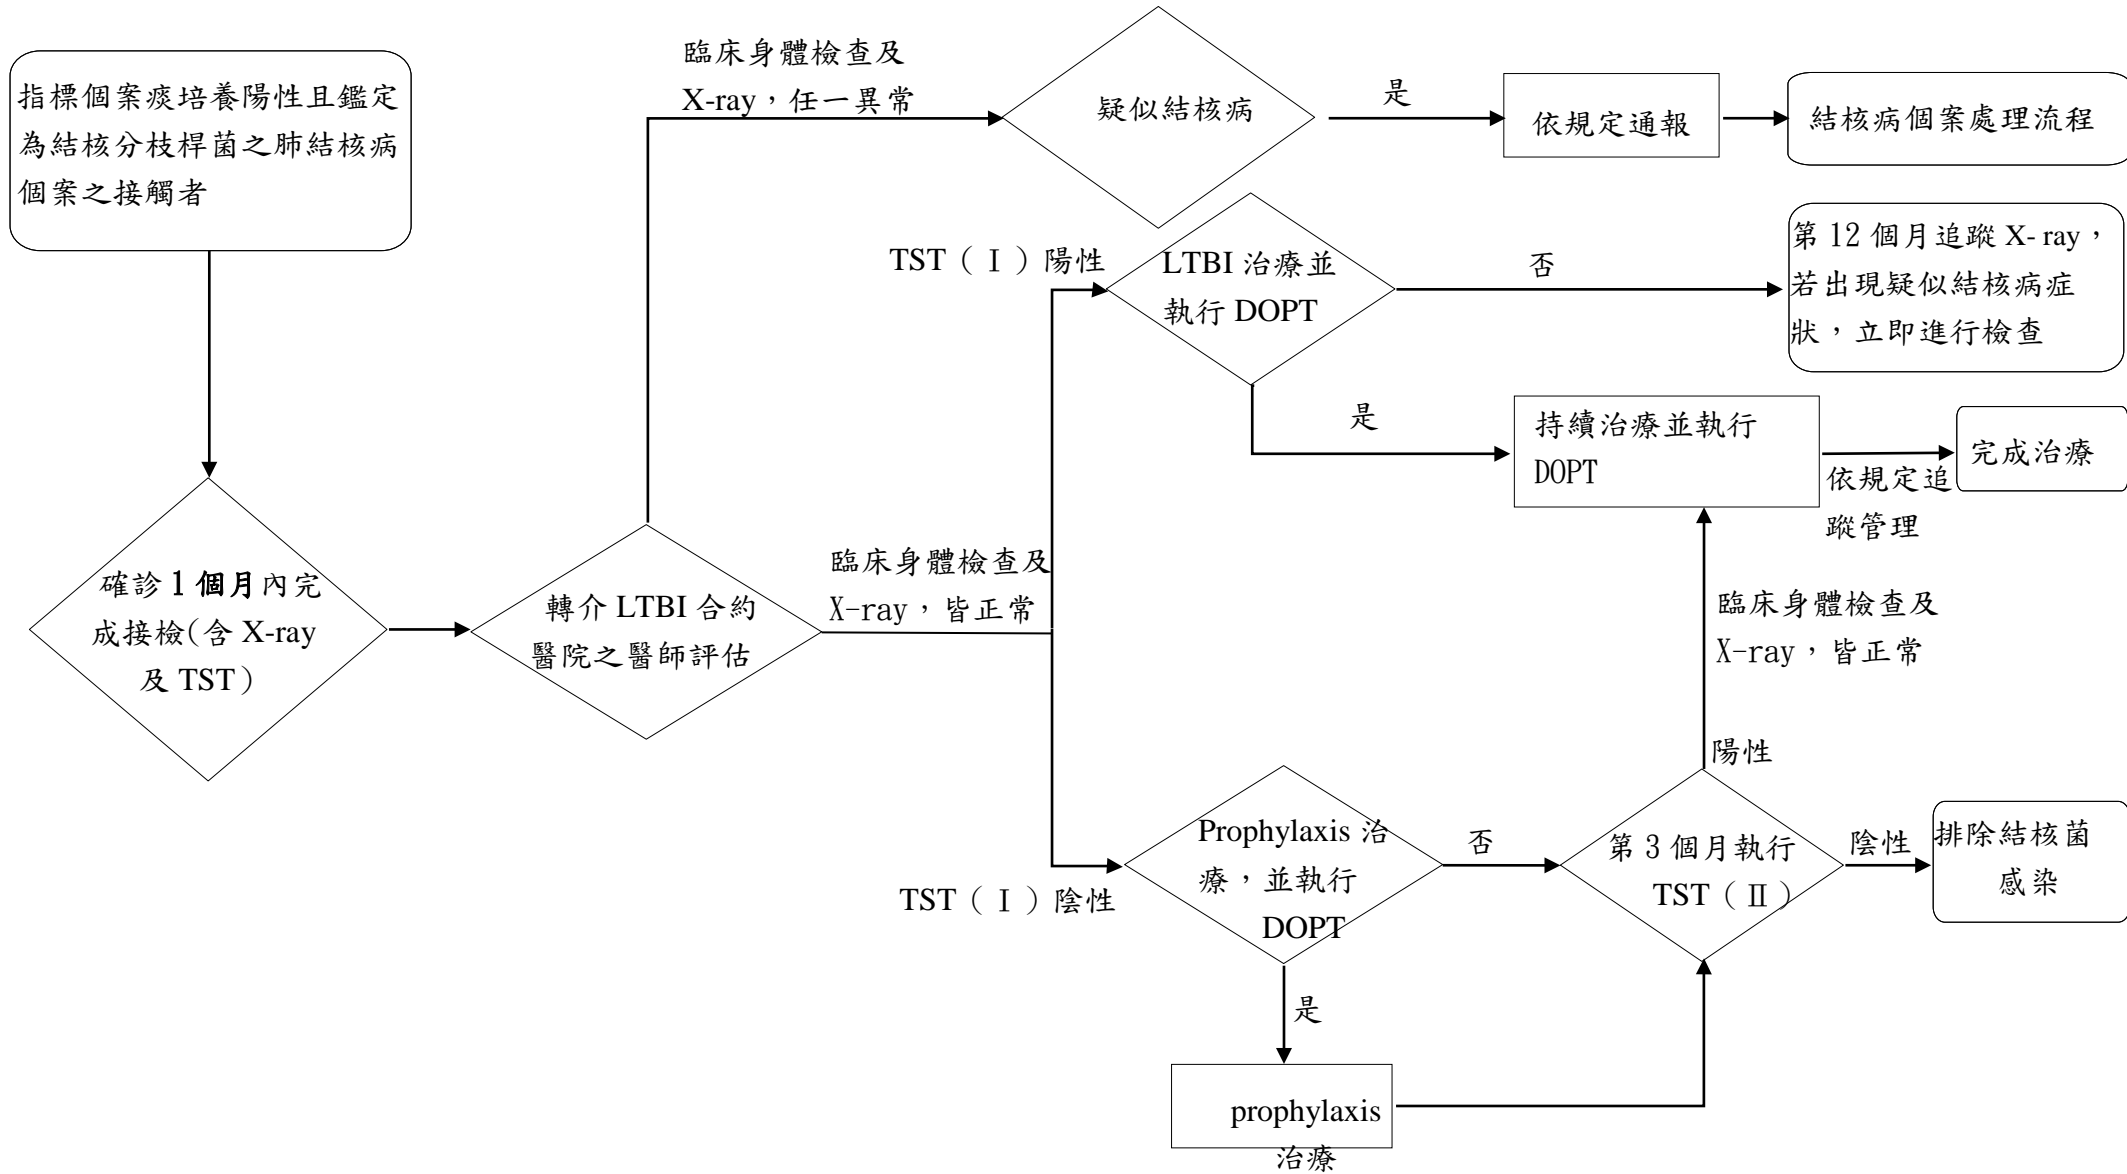 指標個案痰培養陽性且鑑定
為結核分枝桿菌之肺結核病
個案之接觸者
確診1個月內完
成接檢(含 X-ray
及 TST)
轉介 LTBI 合約
醫院之醫師評估
臨床身體檢查及
X-ray,任一異常
疑似結核病
是
依規定通報
結核病個案處理流程
臨床身體檢查及
X-ray,皆正常
TST(Ⅰ)陽性
LTBI 治療並
執行 DOPT
否
第 12 個月追蹤 X- ray,
若出現疑似結核病症
狀,立即進行檢查
是
持續治療並執行
DOPT
依規定追
蹤管理
完成治療
TST(Ⅰ)陰性
Prophylaxis 治
療,並執行
DOPT
否
是
prophylaxis
治療
第 3 個月執行
TST(Ⅱ)
陽性
臨床身體檢查及
X-ray,皆正常
陰性
排除結核菌
感染